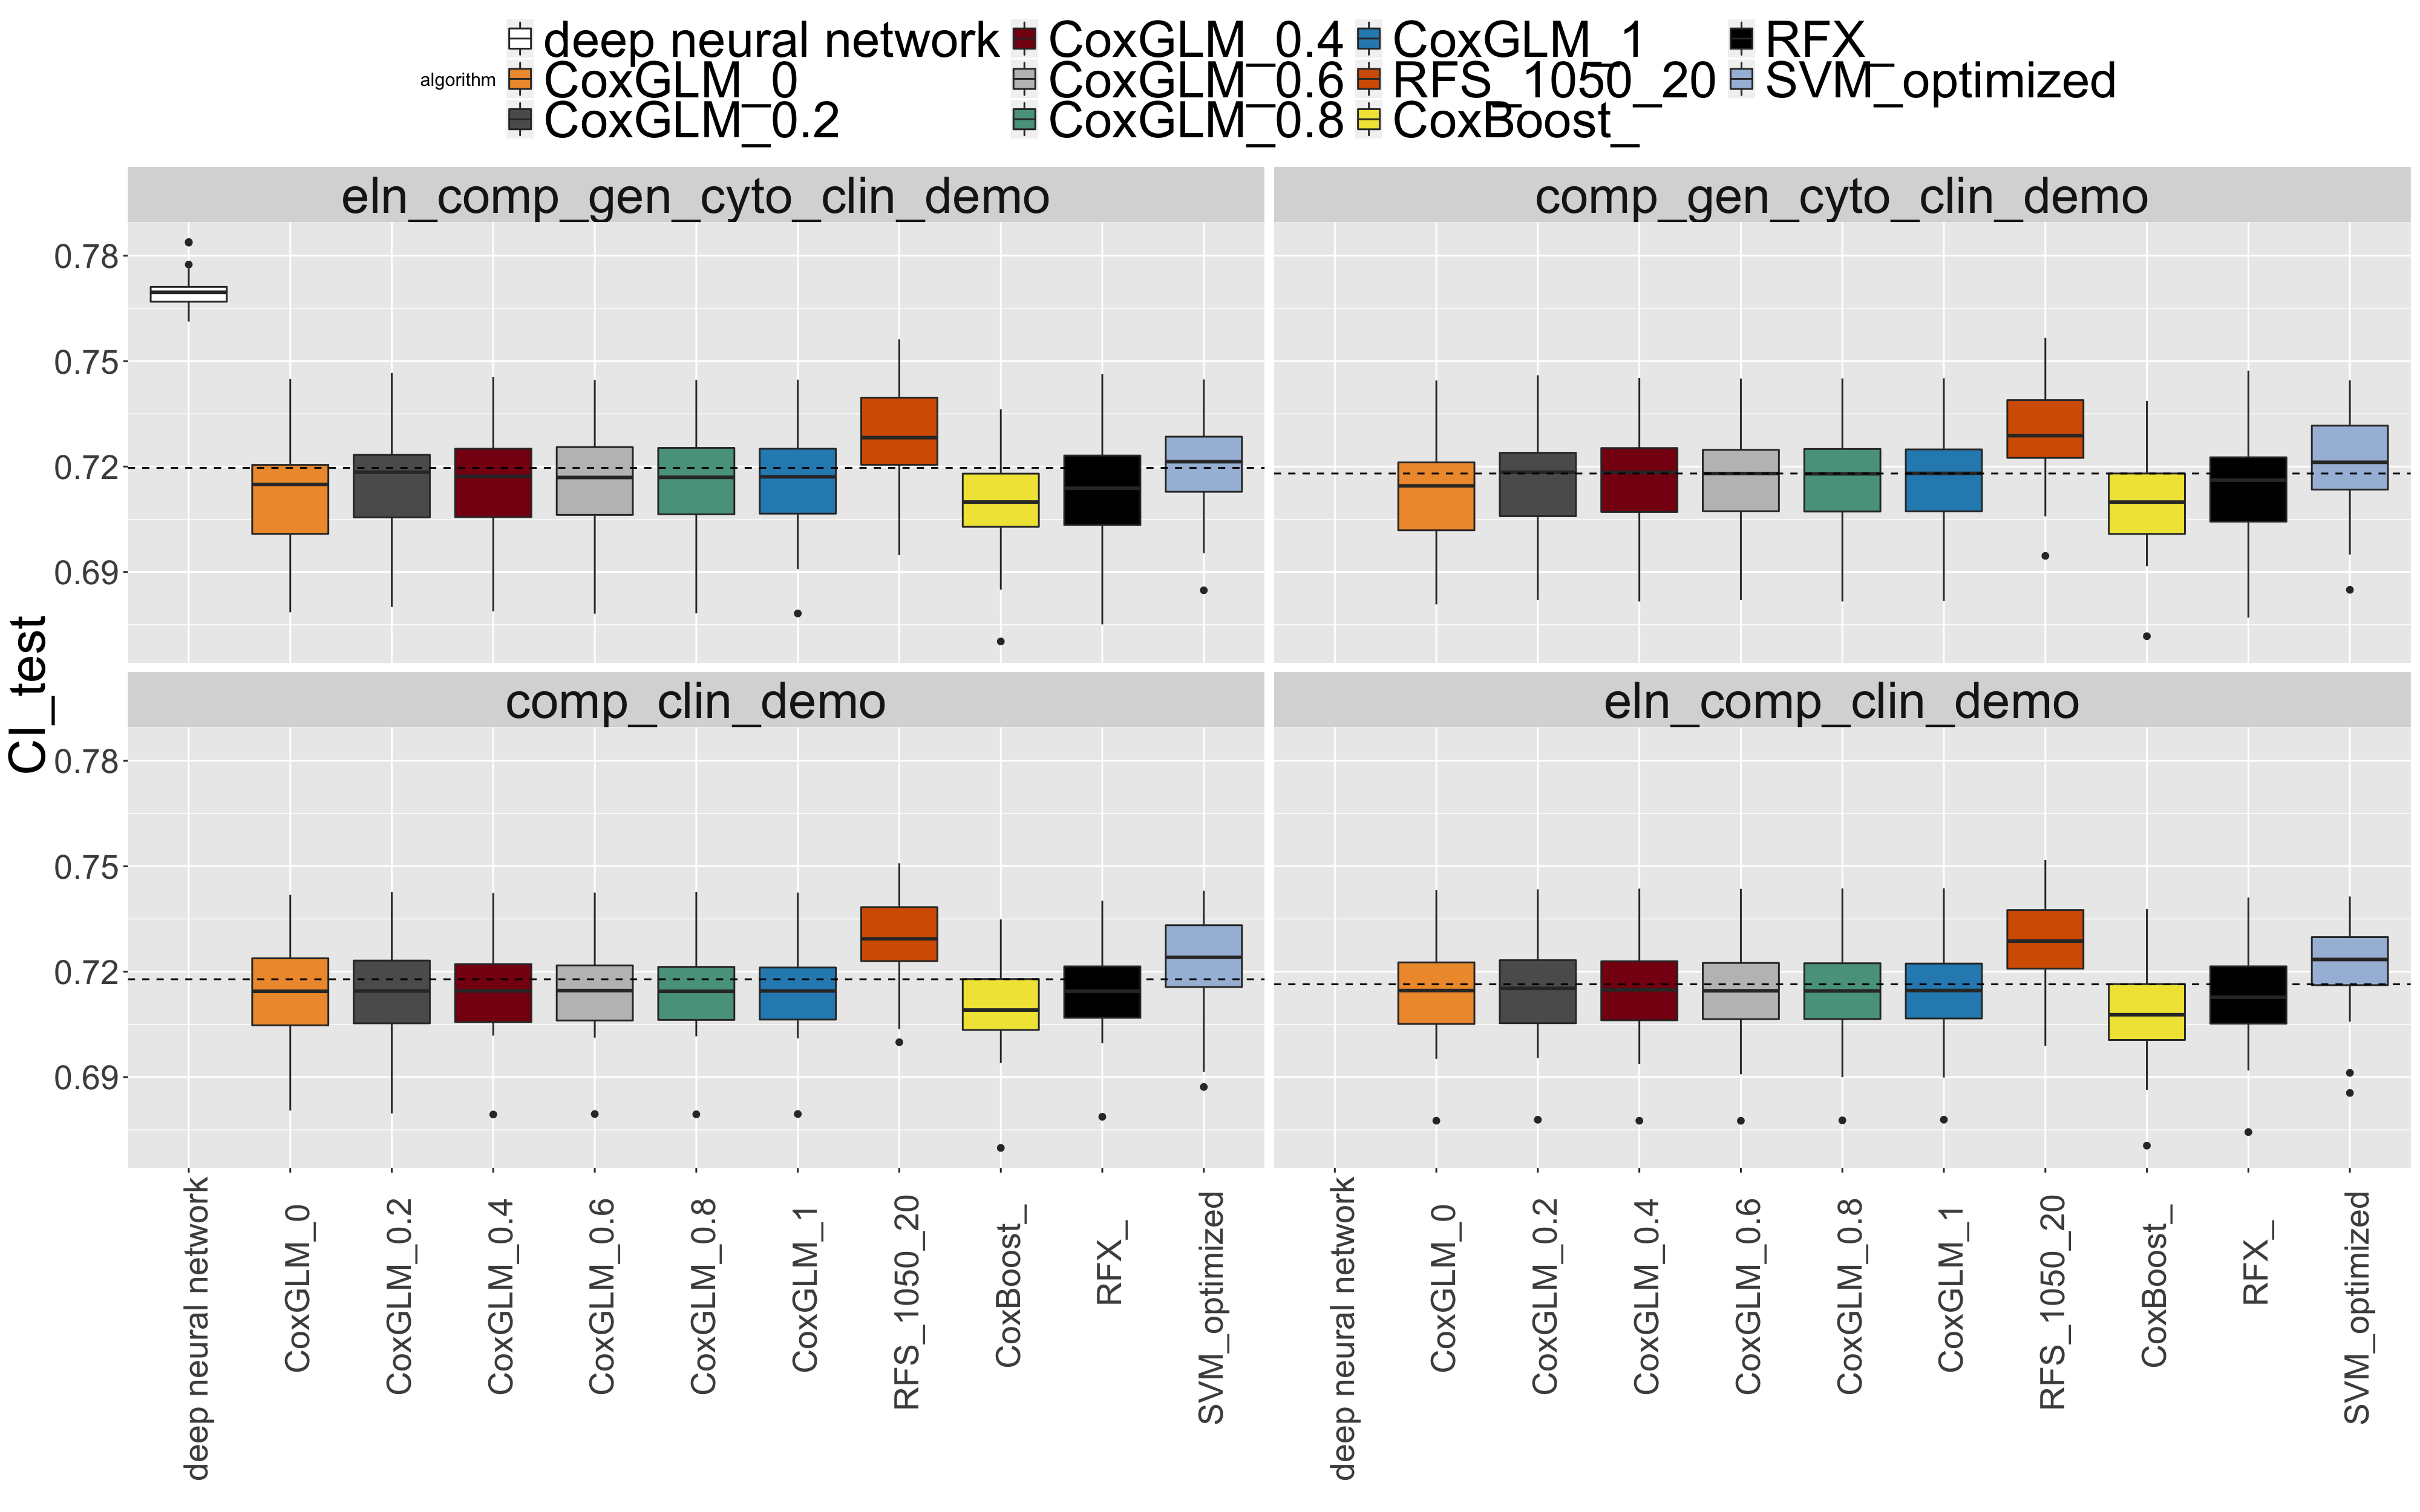 deep neural network CoxGLM_0.4 CoxGLM_1 RFX_
algorithm CoxGLM_0 CoxGLM_0.6 RFS_1050_20 SVM_optimized
CoxGLM_0.2 CoxGLM_0.8 CoxBoost_
eln_comp_gen_cyto_clin_demo comp_gen_cyto_clin_demo
0.78
0.75
0.72
0.69
CI_test
comp_clin_demo eln_comp_clin_demo
0.78
0.75
0.72
0.69
deep neural network
CoxGLM_0
CoxGLM_0.2
CoxGLM_0.4
CoxGLM_0.6
CoxGLM_0.8
CoxGLM_1
RFS_1050_20
CoxBoost_
RFX_
SVM_optimized
deep neural network
CoxGLM_0
CoxGLM_0.2
CoxGLM_0.4
CoxGLM_0.6
CoxGLM_0.8
CoxGLM_1
RFS_1050_20
CoxBoost_
RFX_
SVM_optimized